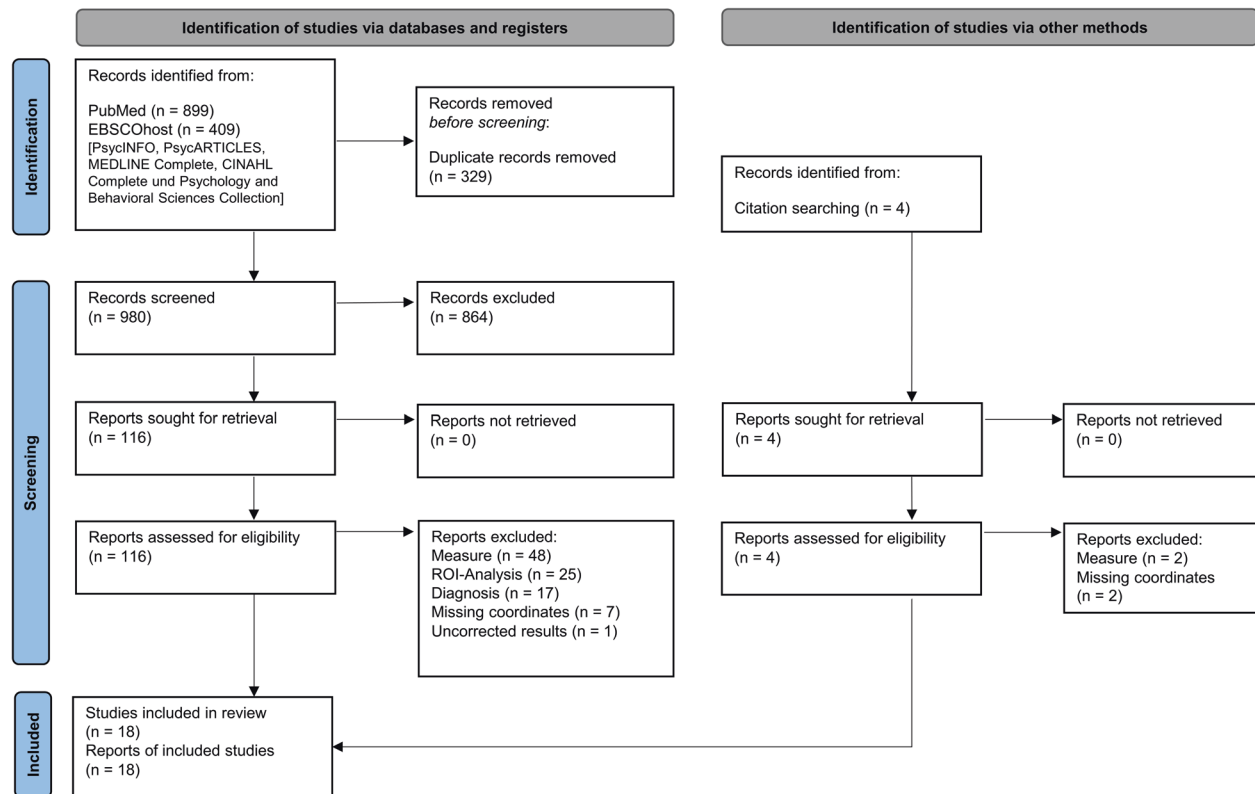 Identification of studies via databases and registers
Identification of studies via other methods
Identification
Records identified from:
PubMed (n = 899)
EBSCOhost (n = 409)
[PsycINFO, PsycARTICLES,
MEDLINE Complete, CINAHL
Complete und Psychology and
Behavioral Sciences Collection]
Records removed
before screening:
Duplicate records removed
(n = 329)
Records identified from:
Citation searching (n = 4)
Screening
Records screened
(n = 980)
Records excluded
(n = 864)
Reports sought for retrieval
(n = 116)
Reports not retrieved
(n = 0)
Reports sought for retrieval
(n = 4)
Reports not retrieved
(n = 0)
Reports assessed for eligibility
(n = 116)
Reports excluded:
Measure (n = 48)
ROI-Analysis (n = 25)
Diagnosis (n = 17)
Missing coordinates (n = 7)
Uncorrected results (n = 1)
Reports assessed for eligibility
(n = 4)
Reports excluded:
Measure (n = 2)
Missing coordinates
(n = 2)
Included
Studies included in review
(n = 18)
Reports of included studies
(n = 18)